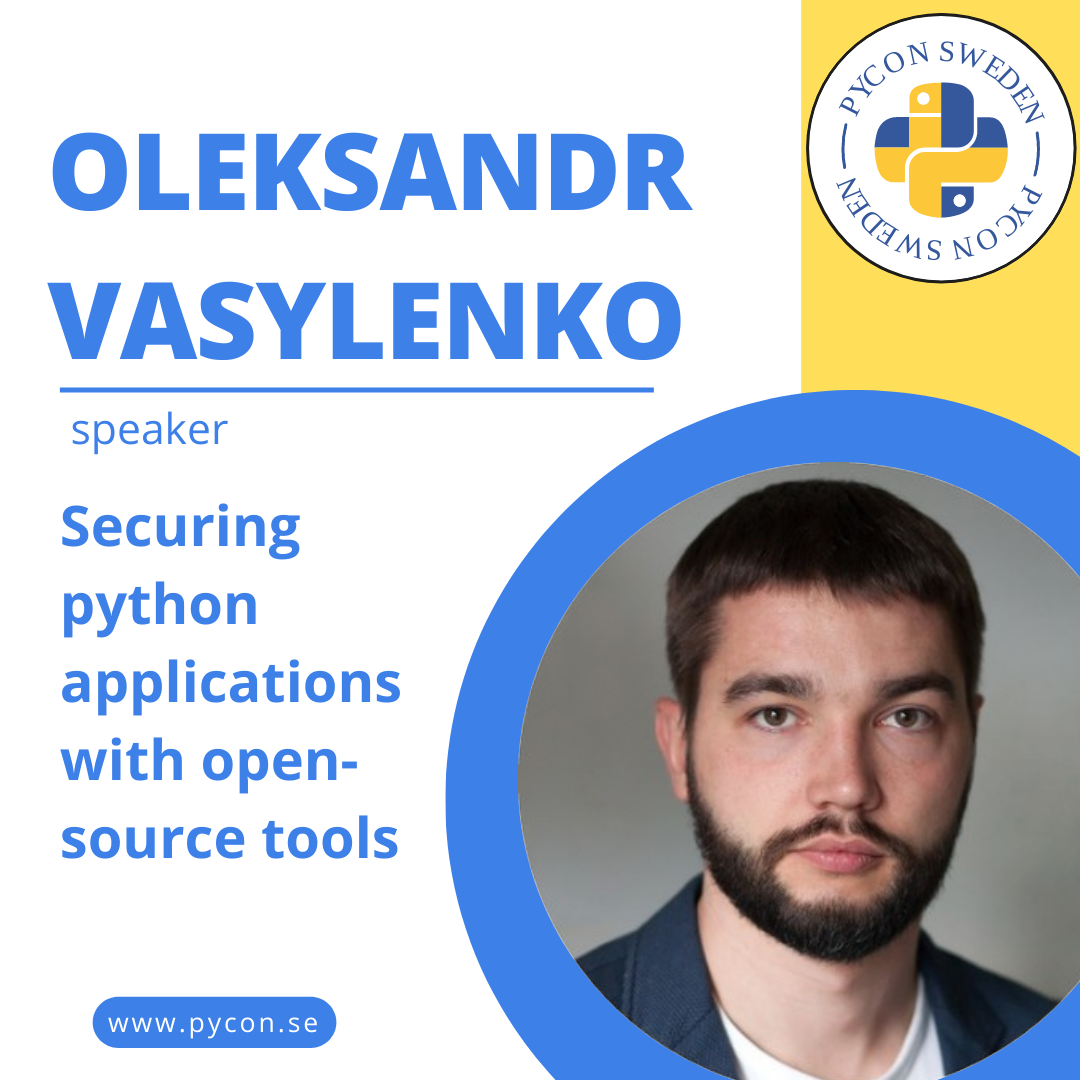 PYCON SWEDEN
PYCON SWEDEN
OLEKSANDR
VASYLENKO
speaker
Securing
python
applications
with open-
source tools
www.pycon.se